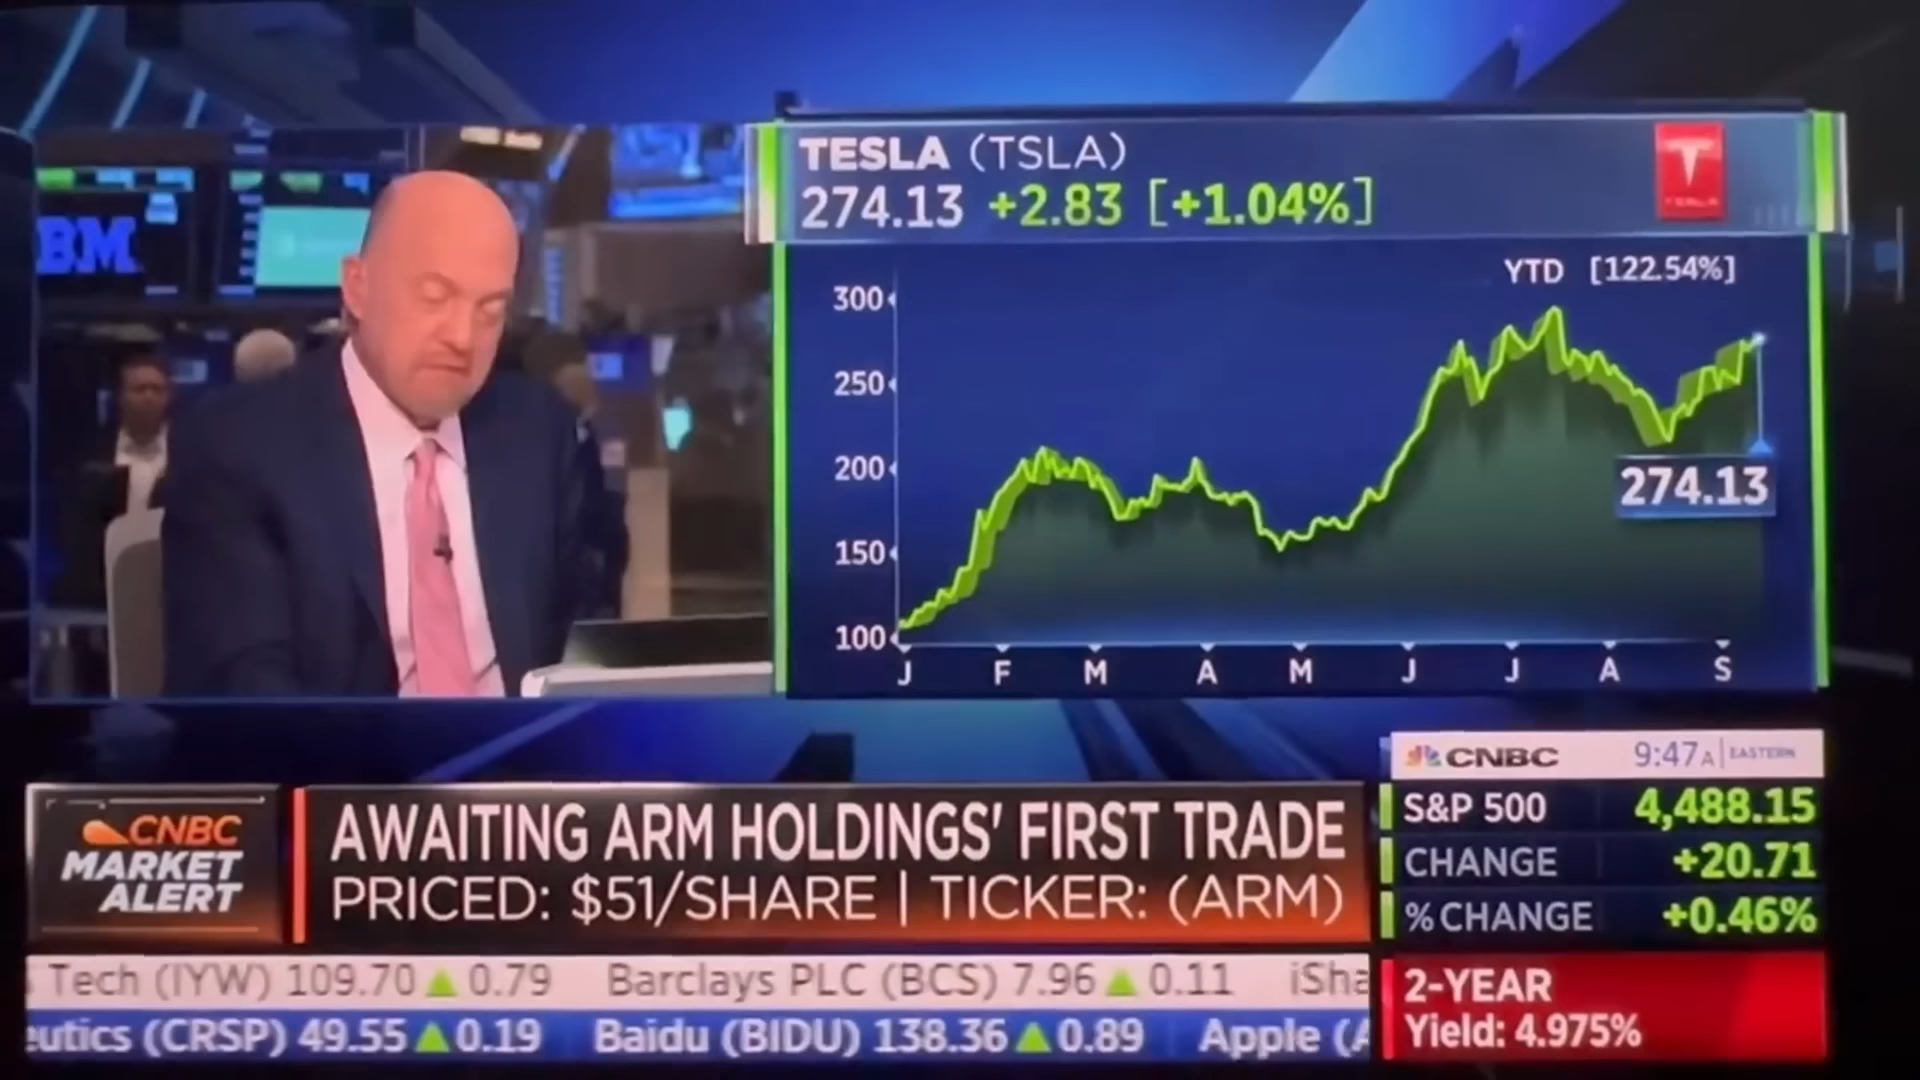 BM
TESLA (TSLA)
274.13 +2.83 [+1.04%]
TESLA
YTD [122.54%]
300
250
200
150
100
274.13
J F M A M J J A S
CNBC
MARKET
ALERT
AWAITING ARM HOLDINGS' FIRST TRADE
PRICED: $51/SHARE | TICKER: (ARM)
CNBC 9:47A | EASTERN
S&P 500 4,488.15
CHANGE +20.71
% CHANGE +0.46%
2-YEAR
Yield: 4.975%
Tech (IYW) 109.70 ▲ 0.79 Barclays PLC (BCS) 7.96 ▲ 0.11 iSha
eutics (CRSP) 49.55 ▲ 0.19 Baidu (BIDU) 138.36 ▲ 0.89 Apple (A